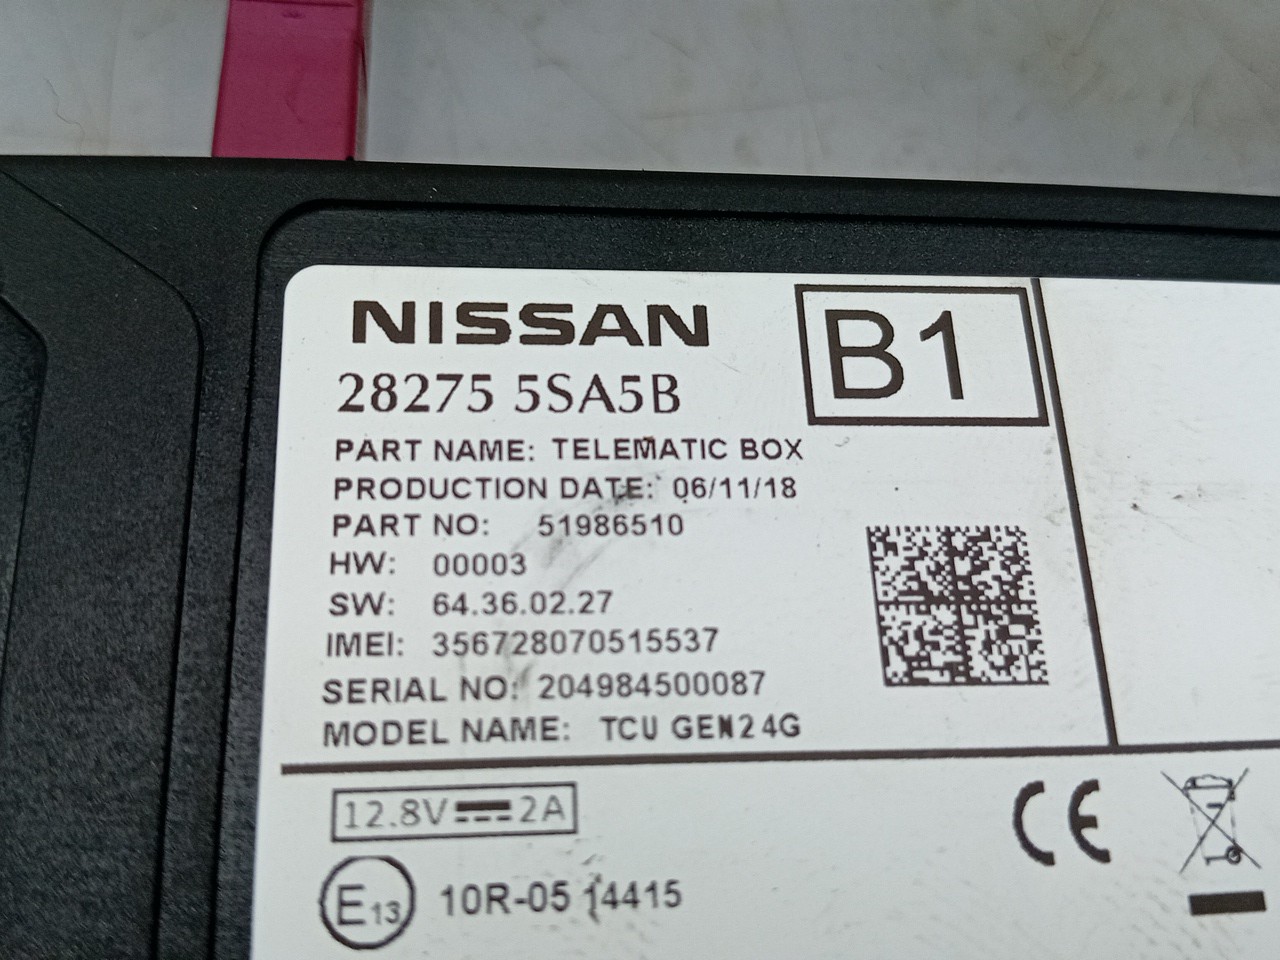 NISSAN
B1
28275 5SA5B
PART NAME: TELEMATIC BOX
PRODUCTION DATE: 06/11/18
PART NO: 51986510
HW: 00003
SW: 64.36.02.27
IMEI: 356728070515537
SERIAL NO: 204984500087
MODEL NAME: TCU GEN2 4G
12.8V 2A
CE
E13 10R-05 14415